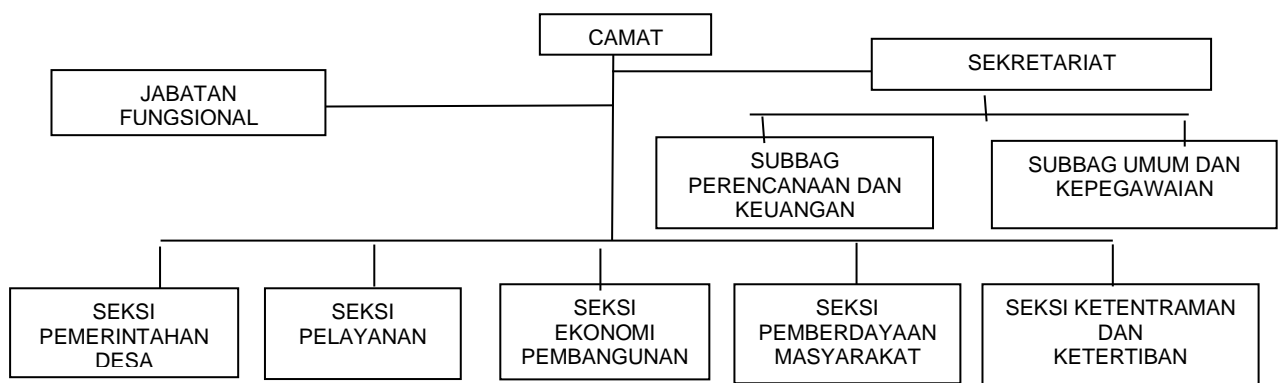 CAMAT
SEKRETARIAT
JABATAN
FUNGSIONAL
SUBBAG
PERENCANAAN DAN
KEUANGAN
SUBBAG UMUM DAN
KEPEGAWAIAN
SEKSI
PEMERINTAHAN
DESA
SEKSI
PELAYANAN
SEKSI
EKONOMI
PEMBANGUNAN
SEKSI
PEMBERDAYAAN
MASYARAKAT
SEKSI KETENTRAMAN
DAN
KETERTIBAN